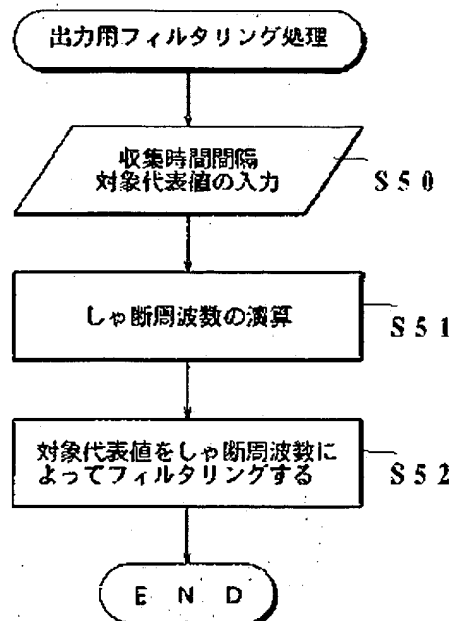 出力用フィルタリング処理
収集時間間隔
対象代表値の入力
S50
しゃ断周波数の演算
S51
対象代表値をしゃ断周波数に
よってフィルタリングする
S52
END